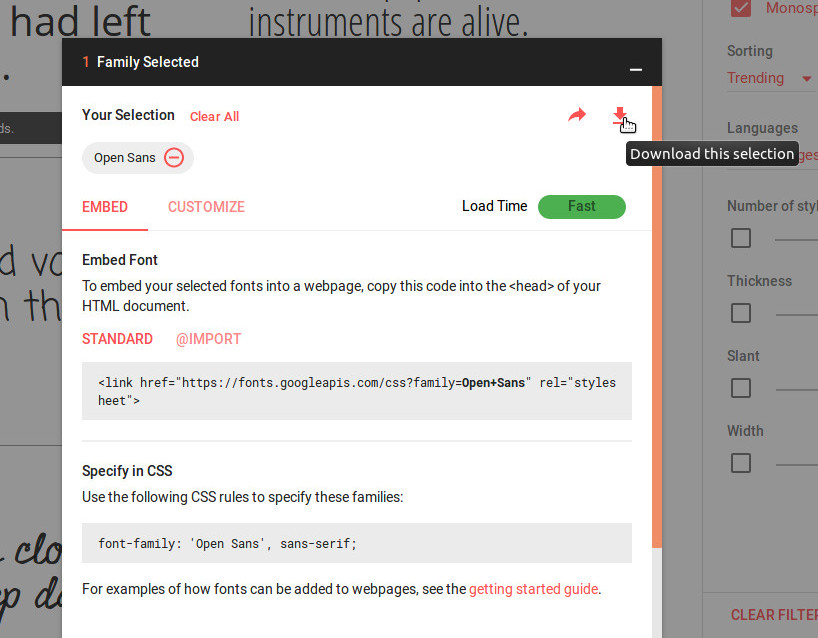 had left
instruments are alive.
.
Monosp
1 Family Selected
Sorting
Trending
Your Selection Clear All
Languages
ds.
Open Sans
Download this selection
ges
EMBED CUSTOMIZE Load Time Fast
Number of styl
d vo
n th
Embed Font
To embed your selected fonts into a webpage, copy this code into the <head> of your
HTML document.
Thickness
STANDARD @IMPORT
Slant
<link href="https://fonts.googleapis.com/css?family=Open+Sans" rel="styles
heet">
Width
Specify in CSS
Use the following CSS rules to specify these families:
font-family: 'Open Sans', sans-serif;
clo
p da
For examples of how fonts can be added to webpages, see the getting started guide.
CLEAR FILTER